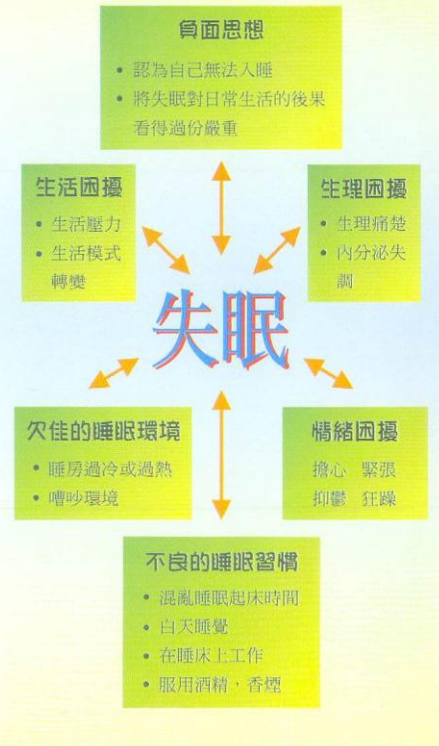 負面思想
• 認為自己無法入睡
• 將失眠對日常生活的後果
看得過份嚴重
生活困擾
• 生活壓力
• 生活模式
轉變
生理困擾
• 生理痛楚
• 內分泌失
調
失眠
欠佳的睡眠環境
• 睡房過冷或過熱
• 嘈吵環境
情緒困擾
擔心 緊張
抑鬱 狂躁
不良的睡眠習慣
• 混亂睡眠起床時間
• 白天睡覺
• 在睡床上工作
• 服用酒精，香煙